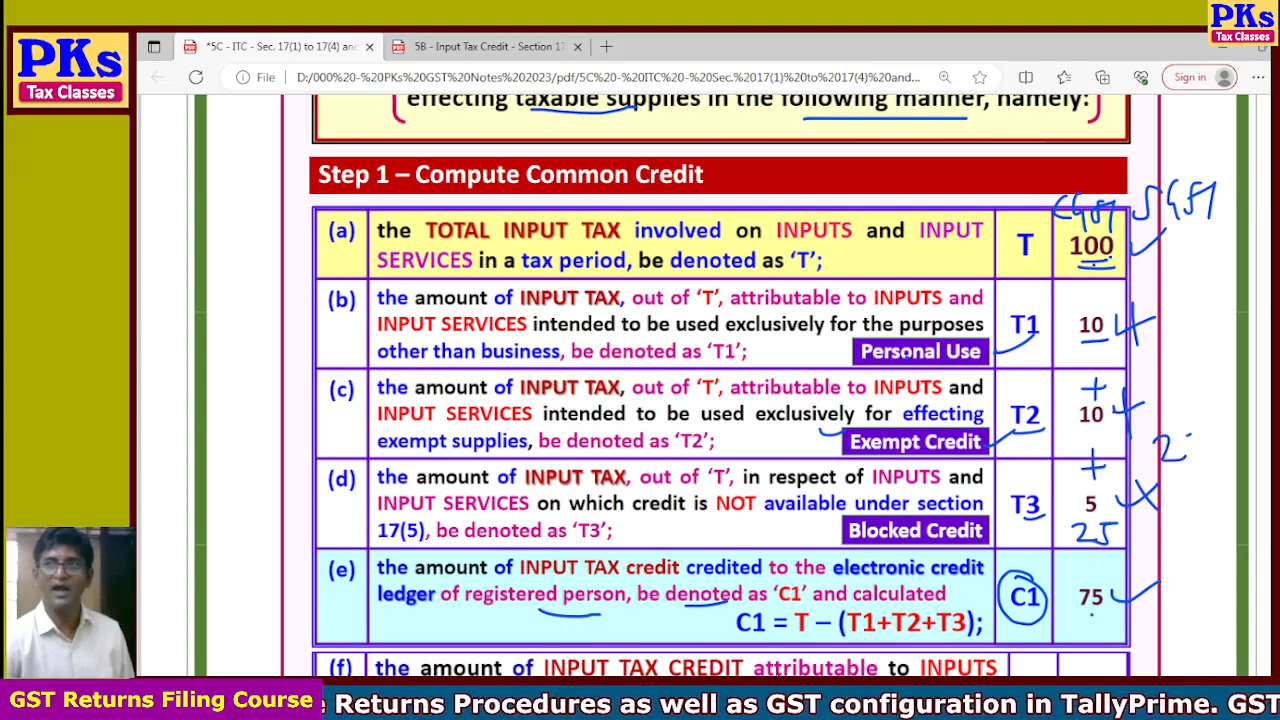 PKs
Tax Classes
PKs
Tax Classes
*5C - ITC - Sec. 17(1) to 17(4) and
5B - Input Tax Credit - Section 17
File
D:/000%20-%20PKs%20GST%20Notes%202023/pdf/5C%20-%20ITC%20-%20Sec.%2017(1)%20to%2017(4)%20and...
Sign in
effecting taxable supplies in the following manner, namely:
Step 1 – Compute Common Credit
CGST SGST
(a) the TOTAL INPUT TAX involved on INPUTS and INPUT T 100
SERVICES in a tax period, be denoted as ‘T’;
(b) the amount of INPUT TAX, out of ‘T’, attributable to INPUTS and
INPUT SERVICES intended to be used exclusively for the purposes T1 10
other than business, be denoted as ‘T1’; Personal Use
+
(c) the amount of INPUT TAX, out of ‘T’, attributable to INPUTS and
INPUT SERVICES intended to be used exclusively for effecting T2 10
exempt supplies, be denoted as ‘T2’; Exempt Credit
+
(d) the amount of INPUT TAX, out of ‘T’, in respect of INPUTS and
INPUT SERVICES on which credit is NOT available under section T3 5
17(5), be denoted as ‘T3’; Blocked Credit 25
(e) the amount of INPUT TAX credit credited to the electronic credit
ledger of registered person, be denoted as ‘C1’ and calculated C1 75
C1 = T – (T1+T2+T3);
(f) the amount of INPUT TAX CREDIT attributable to INPUTS
GST Returns Filing Course
Returns Procedures as well as GST configuration in TallyPrime. GST